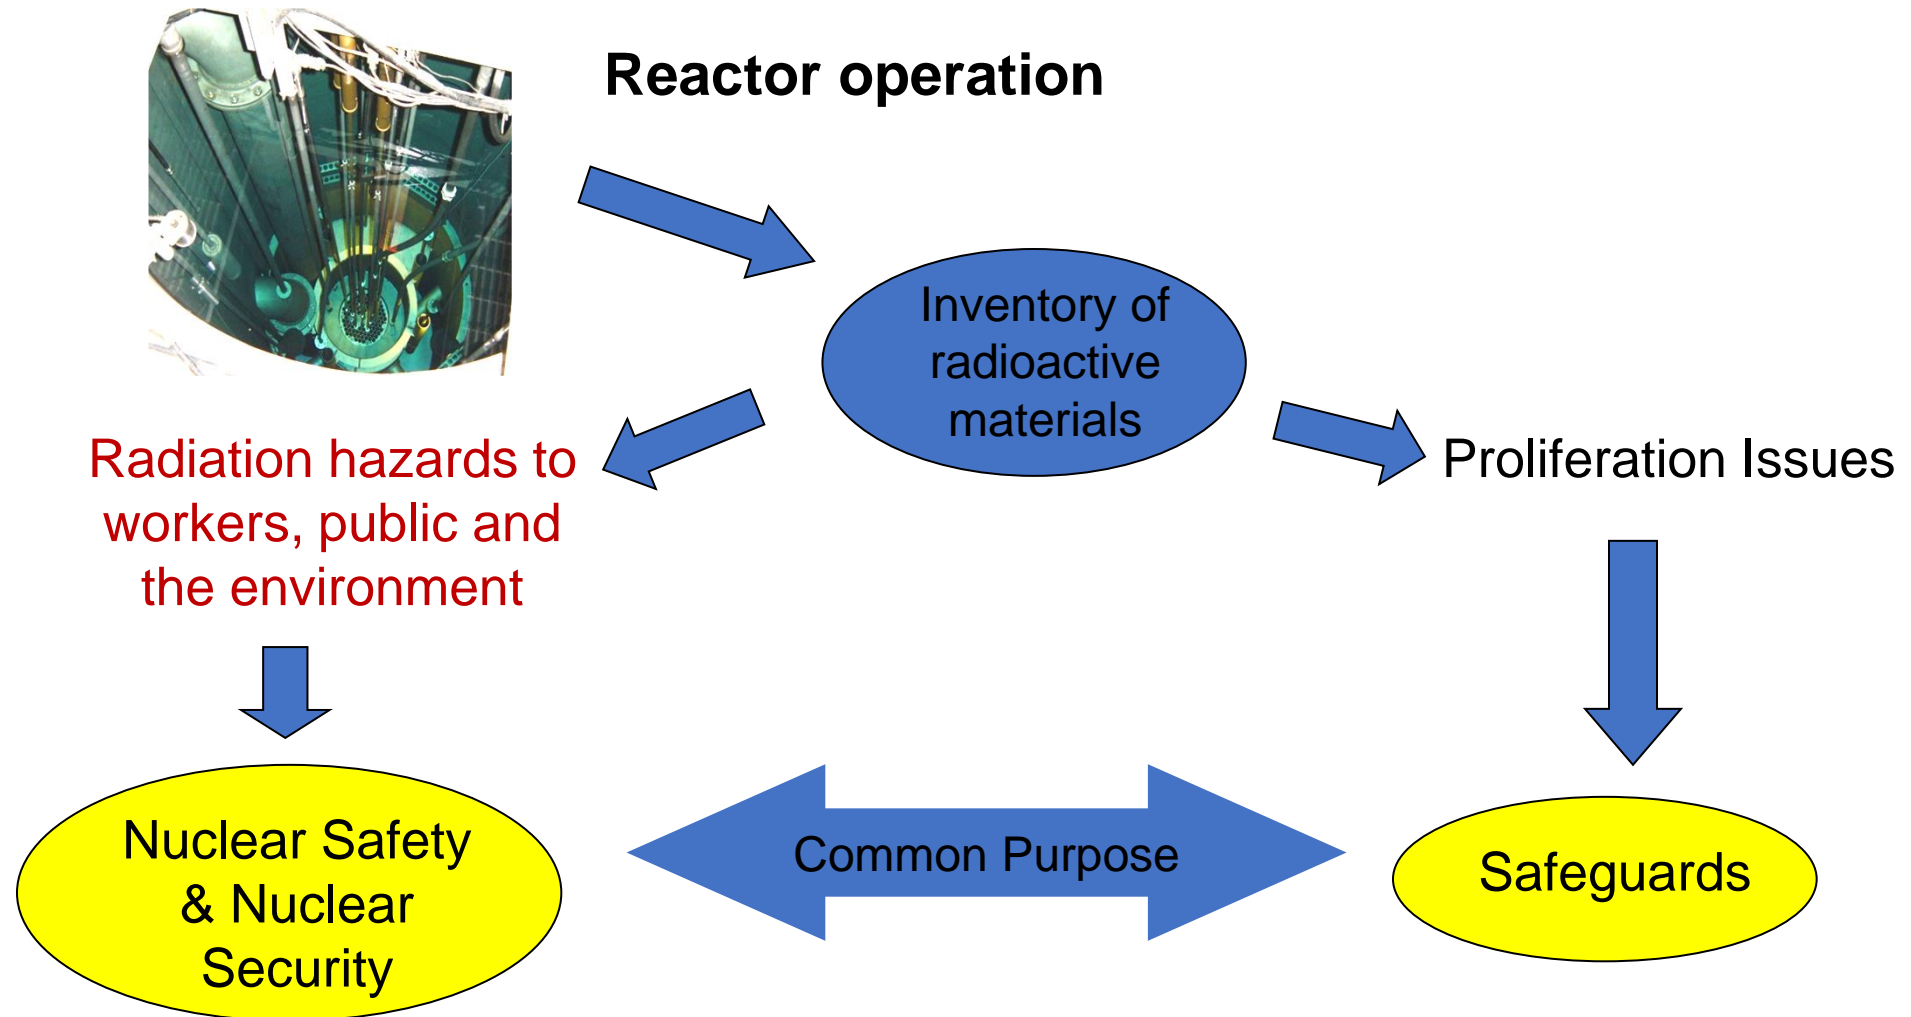 Reactor operation
Inventory of
radioactive
materials
Radiation hazards to
workers, public and
the environment
Proliferation Issues
Nuclear Safety
& Nuclear
Security
Common Purpose
Safeguards